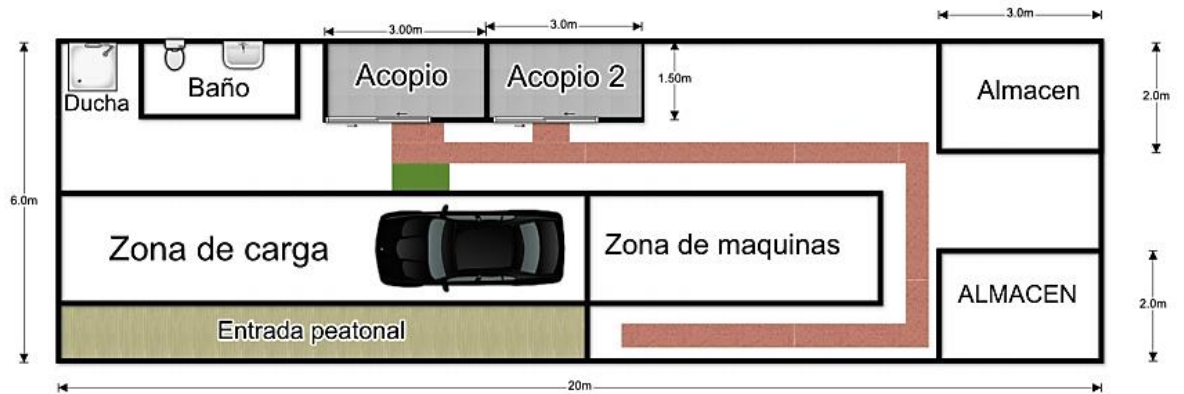 3.00m
3.0m
3.0m
Ducha
Baño
Acopio
Acopio 2
1.50m
Almacen
2.0m
6.0m
Zona de carga
Zona de maquinas
ALMACEN
2.0m
Entrada peatonal
20m